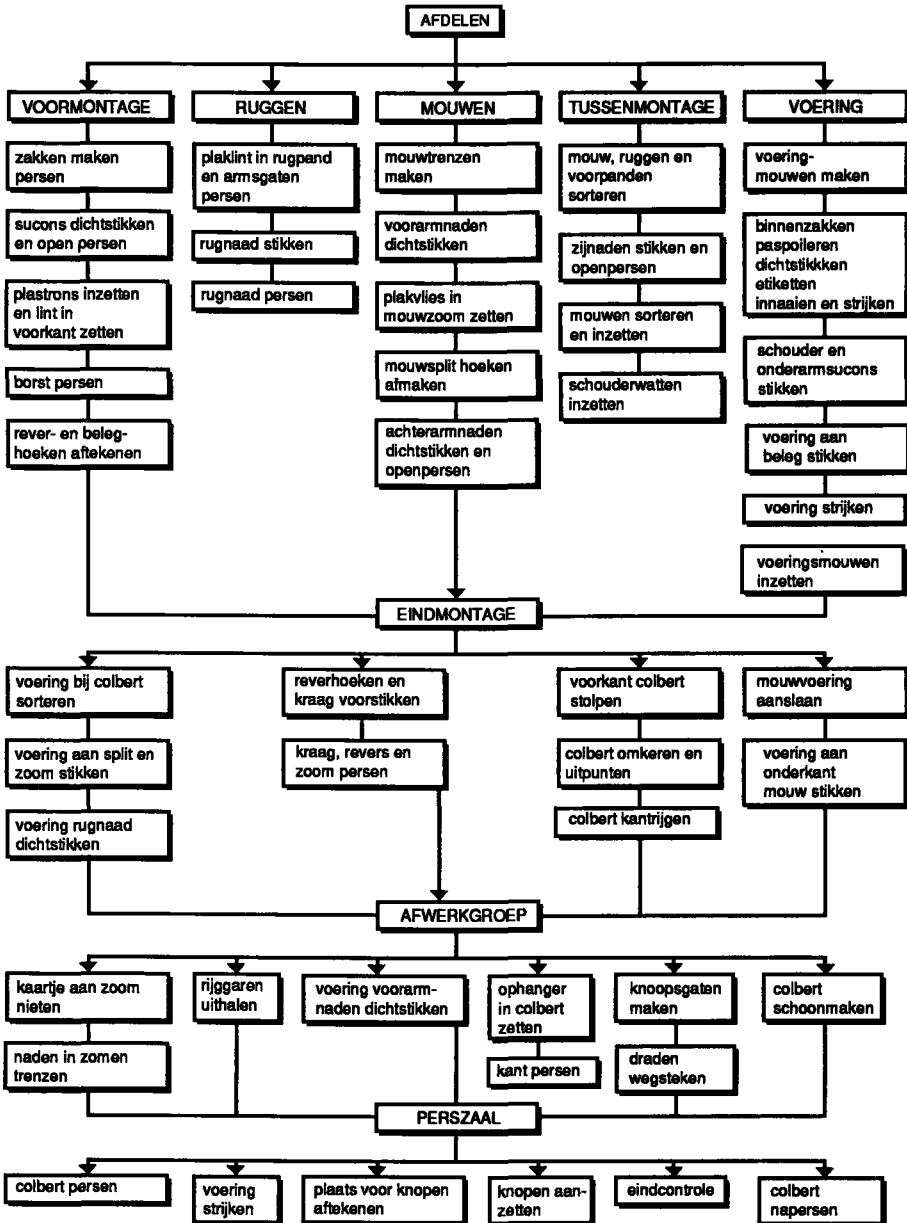 AFDELEN
VOORMONTAGE
zakken maken
persen
sucons dichtstikken
en open persen
plastrons inzetten
en lint in
voorkant zetten
borst persen
rever- en beleg-
hoeken aftekenen
RUGGEN
plaklint in rugpand
en armsgaten
persen
rugnaad stikken
rugnaad persen
MOUWEN
mouwtrenzen
maken
voorarmnaden
dichtstikken
plakvlies in
mouwzoom zetten
mouwsplit hoeken
afmaken
achterarmnaden
dichtstikken en
openpersen
TUSSENMONTAGE
mouw, ruggen en
voorpanden
sorteren
zijnaden stikken en
openpersen
mouwen sorteren
en inzetten
schouderwatten
inzetten
VOERING
voering-
mouwen maken
binnenzakken
paspoileren
dichtstikkken
etiketten
innaaien en strijken
schouder en
onderarmsucons
stikken
voering aan
beleg stikken
voering strijken
voeringsmouwen
inzetten
EINDMONTAGE
voering bij colbert
sorteren
voering aan split en
zoom stikken
voering rugnaad
dichtstikken
reverhoeken en
kraag voorstikken
kraag, revers en
zoom persen
voorkant colbert
stolpen
colbert omkeren en
uitpunten
colbert kantrijgen
mouwvoering
aanslaan
voering aan
onderkant
mouw stikken
AFWERKGROEP
kaartje aan zoom
nieten
naden in zomen
trenzen
rijggaren
uithalen
voering voorarm-
naden dichtstikken
ophanger
in colbert
zetten
kant persen
knoopsgaten
maken
draden
wegsteken
colbert
schoonmaken
PERSZAAL
colbert persen
voering
strijken
plaats voor knopen
aftekenen
knopen aan-
zetten
eindcontrole
colbert
napersen